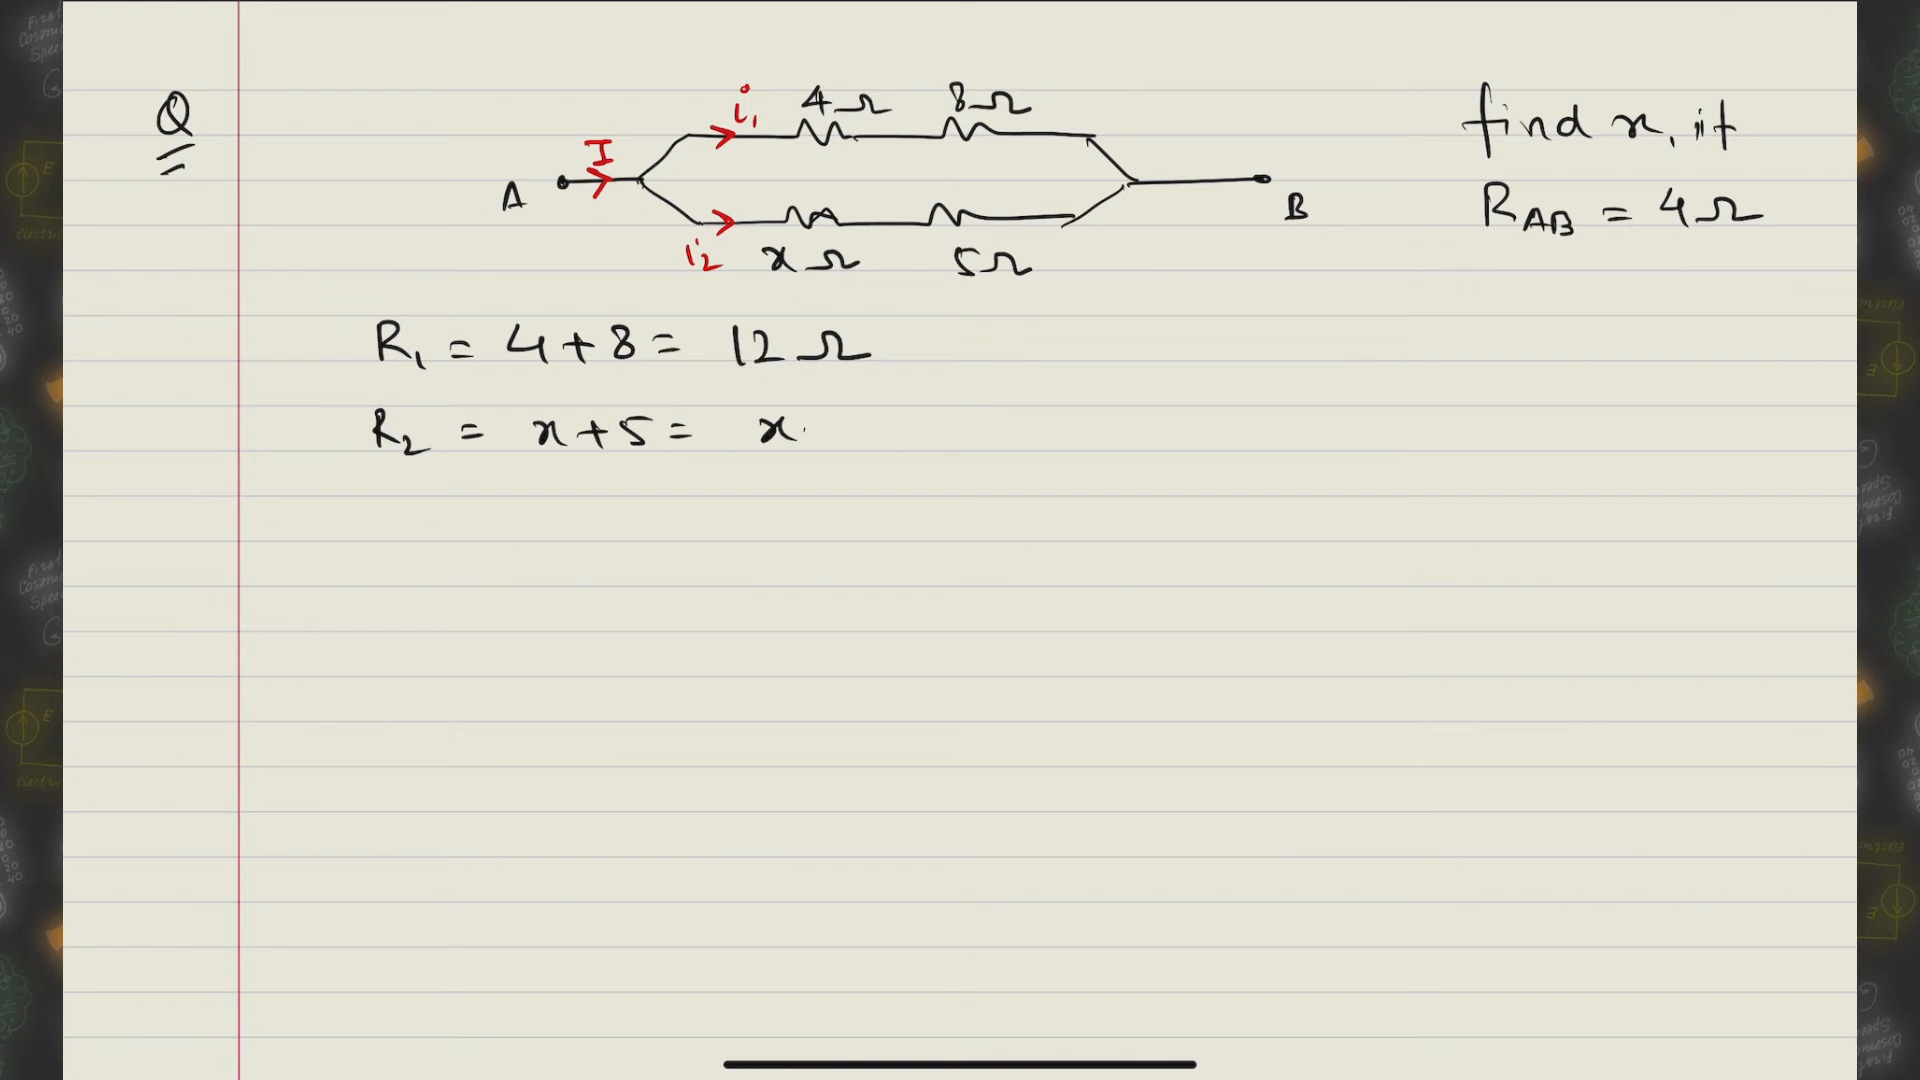 Q
i₁ 4Ω 8Ω
I
A B
i₂ xΩ 5Ω
find x, if
R_AB = 4Ω
R₁ = 4+8 = 12Ω
R₂ = x+5 = x